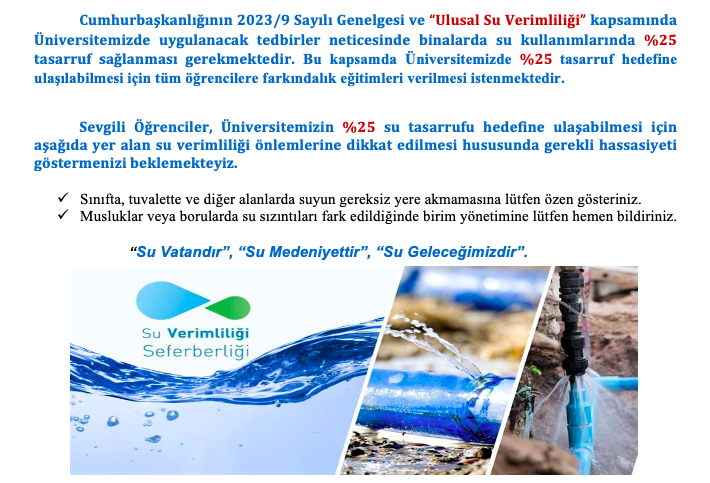 Cumhurbaşkanlığının 2023/9 Sayılı Genelgesi ve “Ulusal Su Verimliliği” kapsamında
Üniversitemizde uygulanacak tedbirler neticesinde binalarda su kullanımlarında %25
tasarruf sağlanması gerekmektedir. Bu kapsamda Üniversitemizde %25 tasarruf hedefine
ulaşılabilmesi için tüm öğrencilere farkındalık eğitimleri verilmesi istenmektedir.
Sevgili Öğrenciler, Üniversitemizin %25 su tasarrufu hedefine ulaşabilmesi için
aşağıda yer alan su verimliliği önlemlerine dikkat edilmesi hususunda gerekli hassasiyeti
göstermenizi beklemekteyiz.
✓ Sınıfta, tuvalette ve diğer alanlarda suyun gereksiz yere akmamasına lütfen özen gösteriniz.
✓ Musluklar veya borularda su sızıntıları fark edildiğinde birim yönetimine lütfen hemen bildiriniz.
“Su Vatandır”, “Su Medeniyettir”, “Su Geleceğimizdir”.
Su Verimliliği
Seferberliği